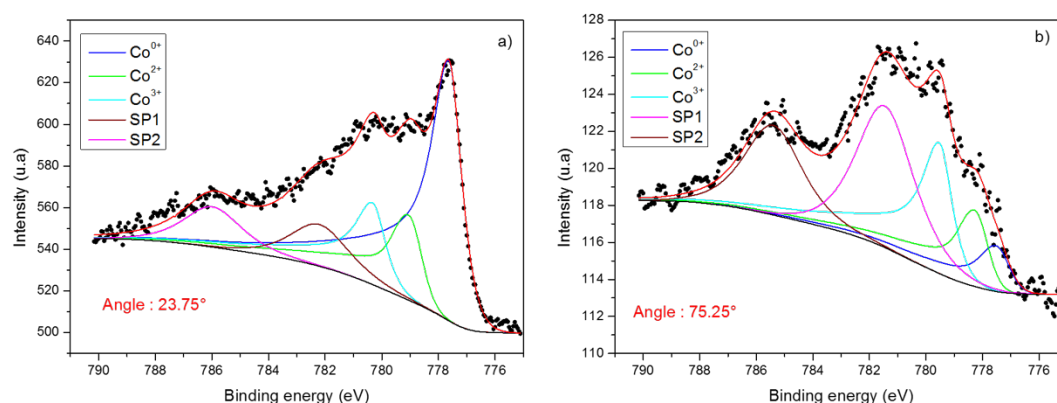 a)
Co0+
Co2+
Co3+
SP1
SP2
640
620
600
580
560
540
520
500
Intensity (u.a)
Angle : 23.75°
790 788 786 784 782 780 778 776
Binding energy (eV)
b)
Co0+
Co2+
Co3+
SP1
SP2
128
126
124
122
120
118
116
114
112
110
Intensity (u.a)
Angle : 75.25°
790 788 786 784 782 780 778 776
Binding energy (eV)